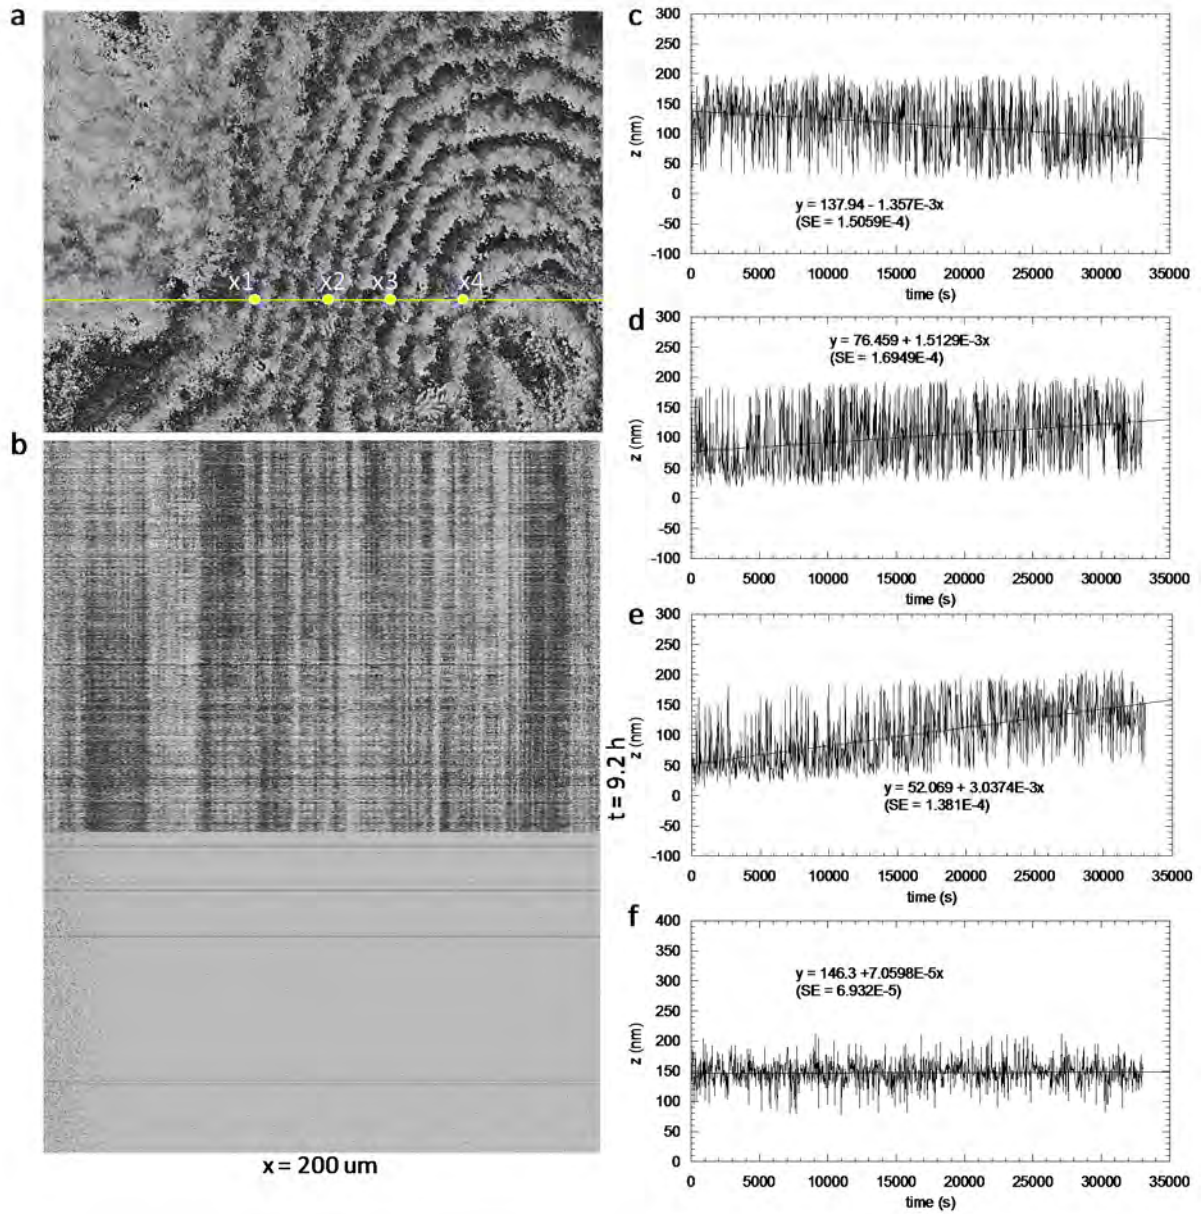 a
x1 x2 x3 x4
b
t = 9.2 h
x = 200 um
c
300
250
200
150
100
50
0
-50
-100
z (nm)
y = 137.94 - 1.357E-3x
(SE = 1.5059E-4)
0 5000 10000 15000 20000 25000 30000 35000
time (s)
d
300
250
200
150
100
50
0
-50
-100
z (nm)
y = 76.459 + 1.5129E-3x
(SE = 1.6949E-4)
0 5000 10000 15000 20000 25000 30000 35000
time (s)
e
300
250
200
150
100
50
0
-50
-100
z (nm)
y = 52.069 + 3.0374E-3x
(SE = 1.381E-4)
0 5000 10000 15000 20000 25000 30000 35000
time (s)
f
400
350
300
250
200
150
100
50
0
z (nm)
y = 146.3 +7.0598E-5x
(SE = 6.932E-5)
0 5000 10000 15000 20000 25000 30000 35000
time (s)